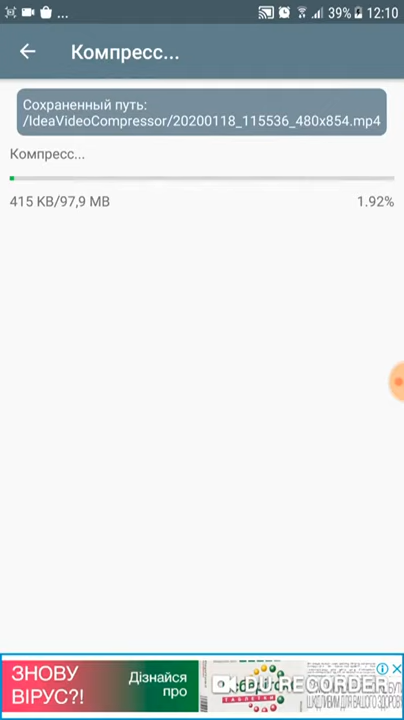 39% 12:10
Компресс...
Сохраненный путь:
/IdeaVideoCompressor/20200118_115536_480x854.mp4
Компресс...
415 KB/97,9 MB 1.92%
ЗНОВУ
ВІРУС?!
Дізнайся
про
ТАБЛЕТКИ
DU RECORDER